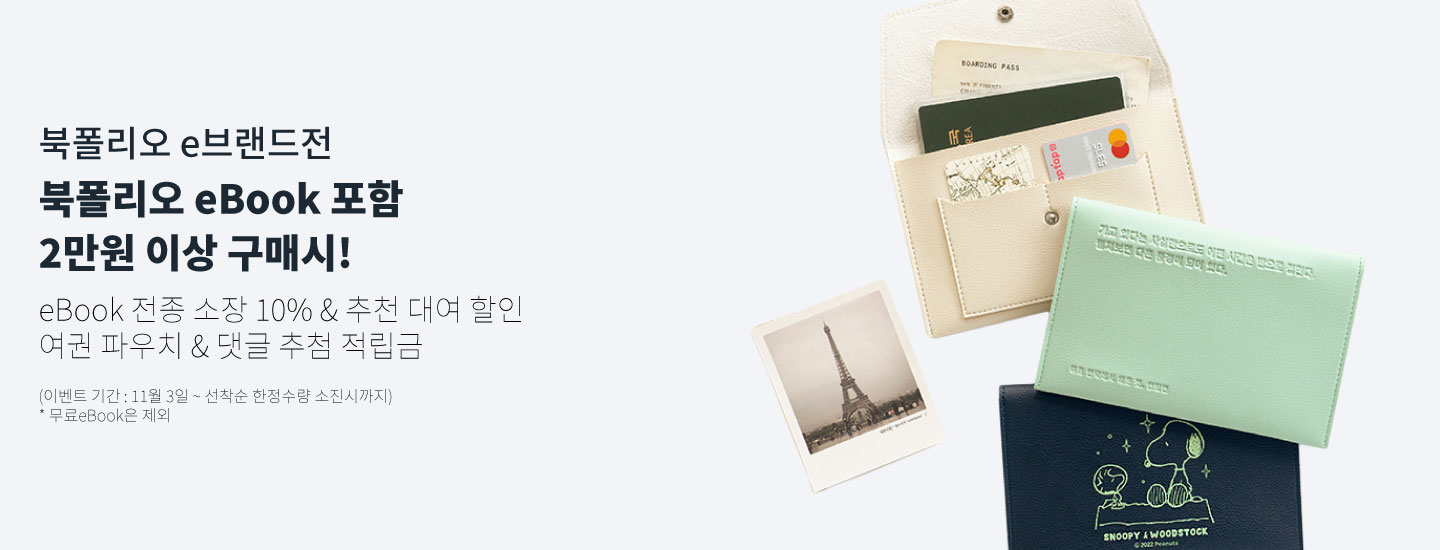 북폴리오 e브랜드전
북폴리오 eBook 포함
2만원 이상 구매시!
eBook 전종 소장 10% & 추천 대여 할인
여권 파우치 & 댓글 추첨 적립금
(이벤트 기간 : 11월 3일 ~ 선착순 한정수량 소진시까지)
* 무료eBook은 제외
BOARDING PASS
SNOOPY & WOODSTOCK
© 2022 Peanuts